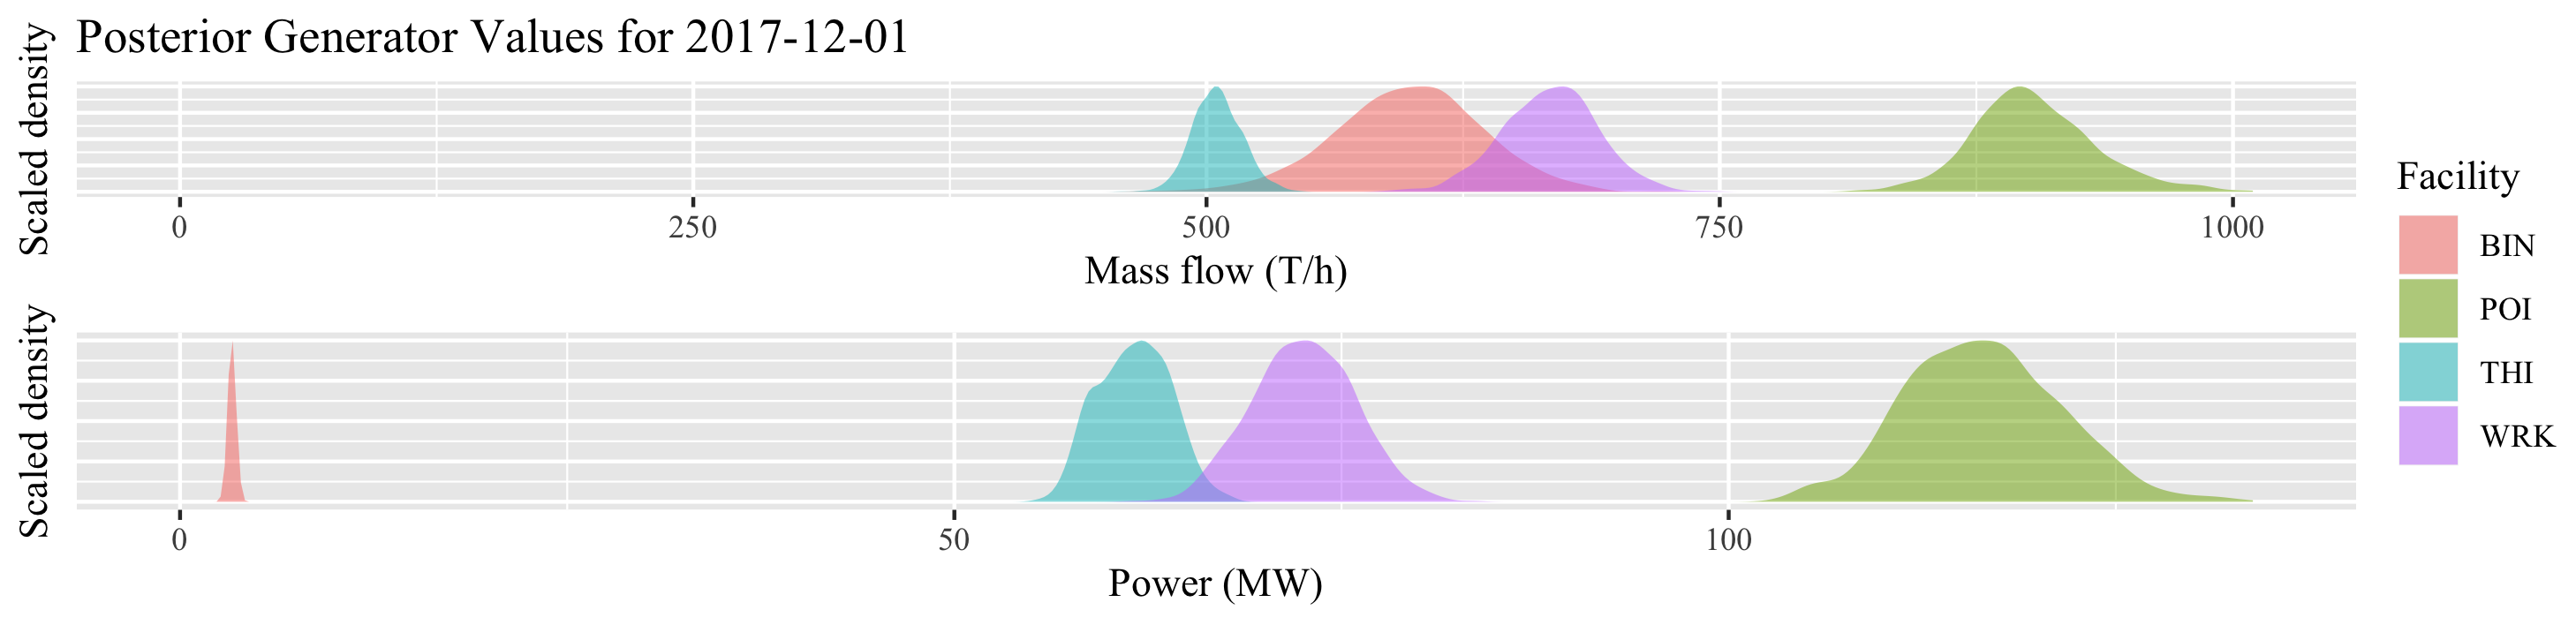 Posterior Generator Values for 2017-12-01
Scaled density
0 250 500 750 1000
Mass flow (T/h)
Scaled density
0 50 100
Power (MW)
Facility
BIN
POI
THI
WRK